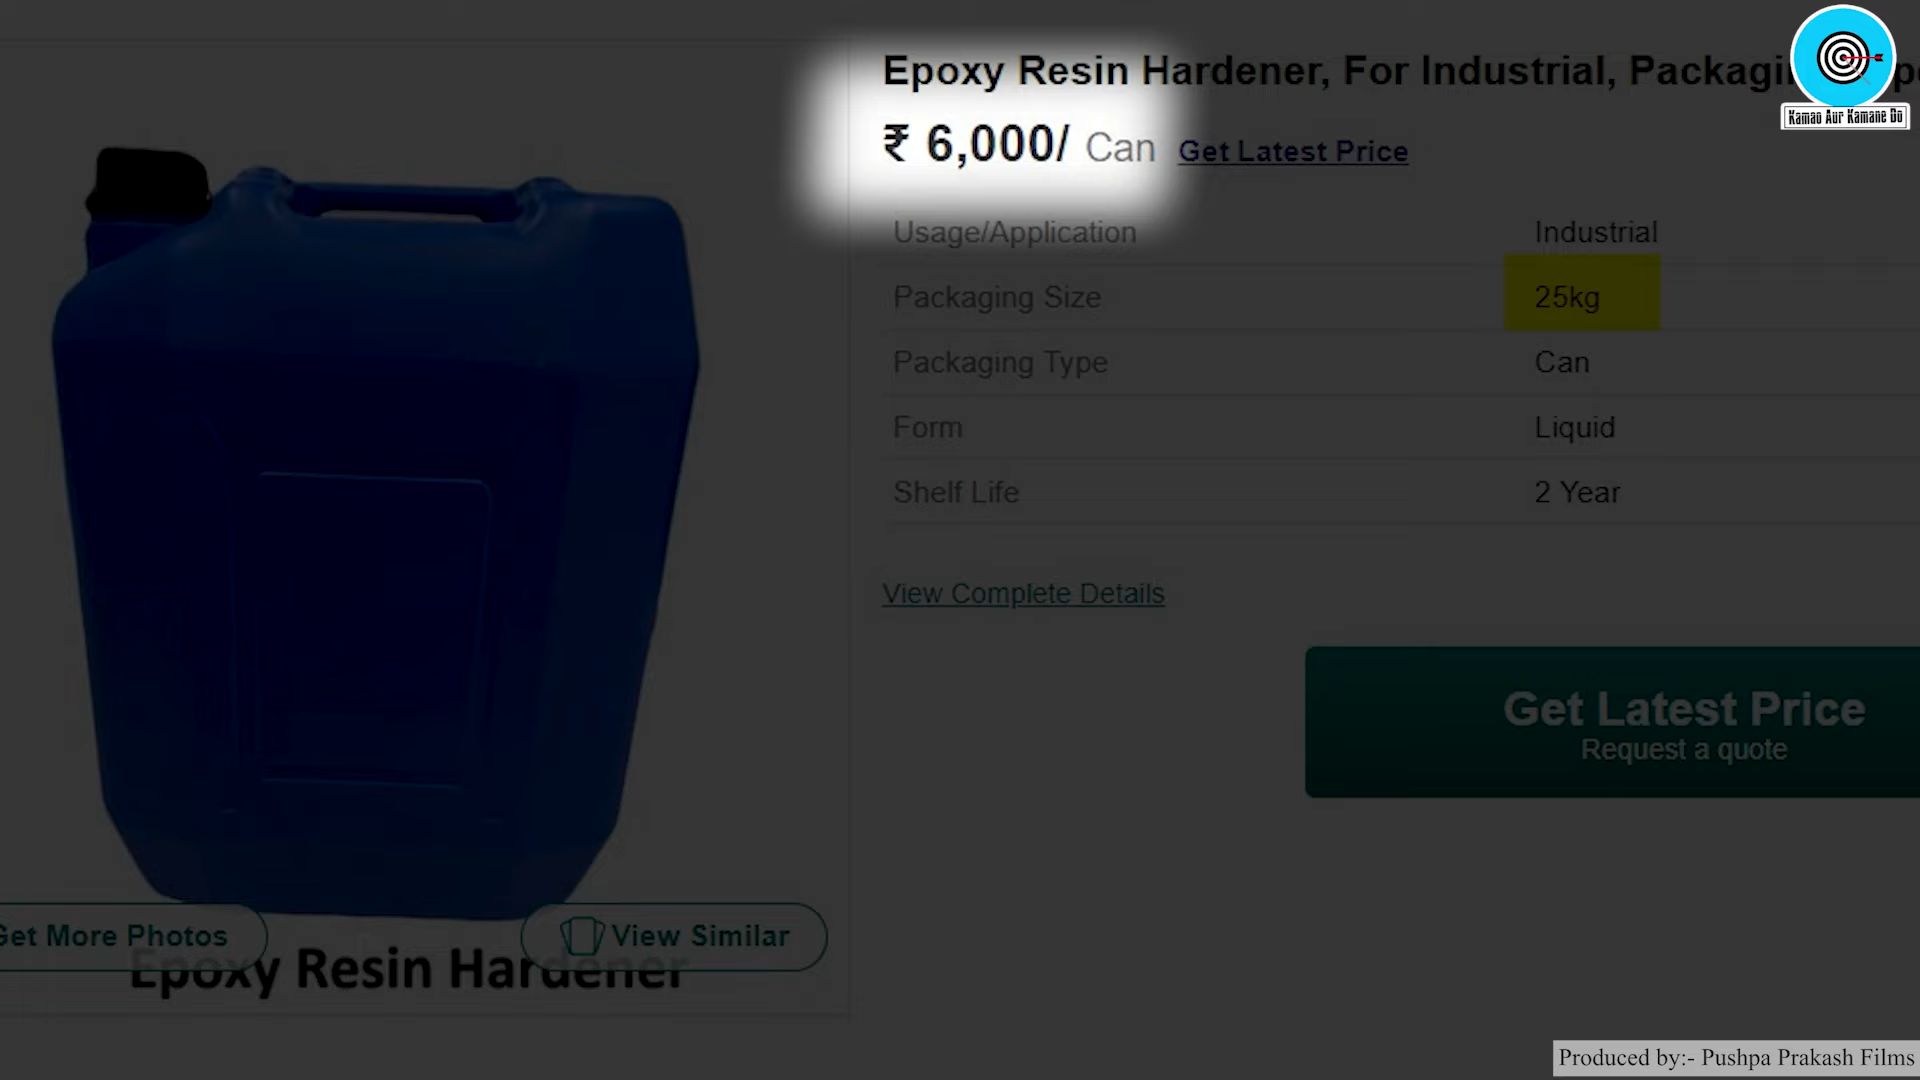 Epoxy Resin Hardener, For Industrial, Packagi
₹ 6,000/ Can Get Latest Price
Kamao Aur Kamane Do
Usage/Application Industrial
Packaging Size 25kg
Packaging Type Can
Form Liquid
Shelf Life 2 Year
View Complete Details
Get Latest Price
Request a quote
Get More Photos
View Similar
Epoxy Resin Hardener
Produced by:- Pushpa Prakash Films